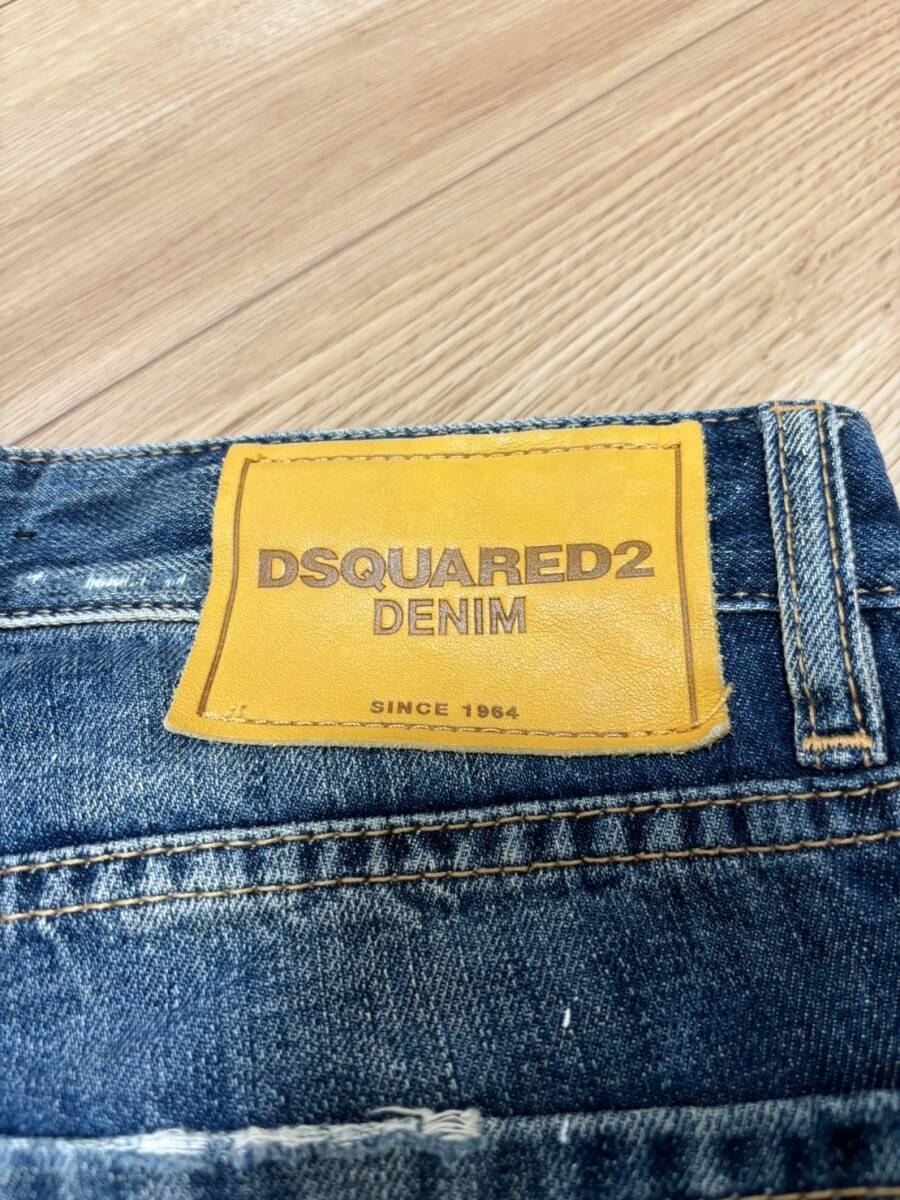 DSQUARED2
DENIM
SINCE 1964